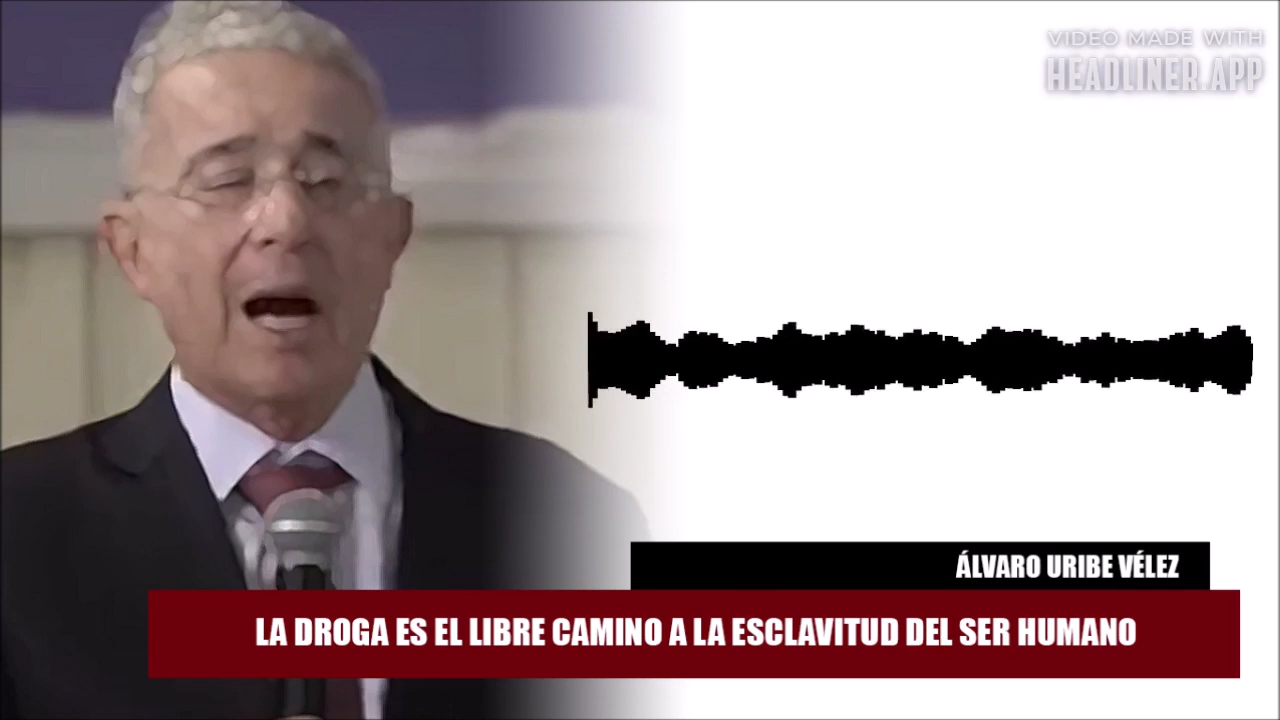 VIDEO MADE WITH
HEADLINER.APP
ÁLVARO URIBE VÉLEZ
LA DROGA ES EL LIBRE CAMINO A LA ESCLAVITUD DEL SER HUMANO